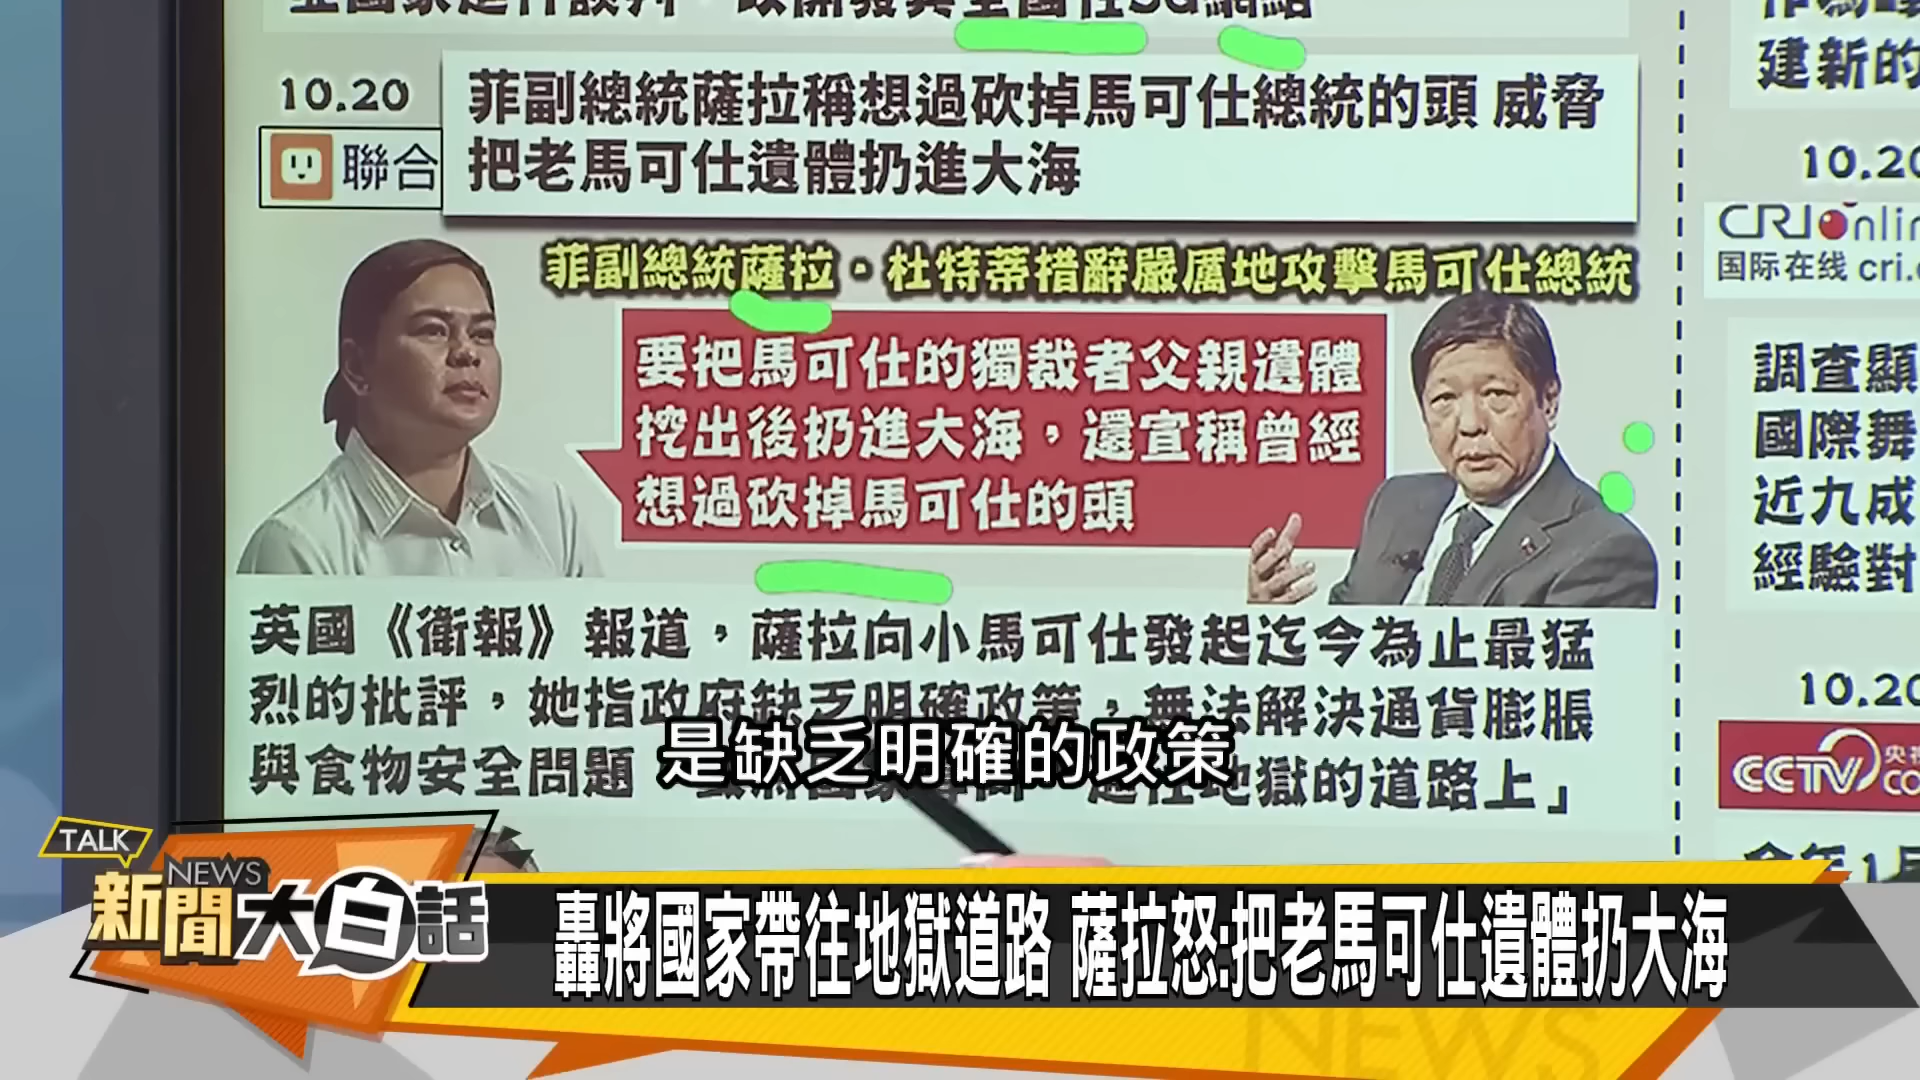 10.20
聯合
菲副總統薩拉稱想過砍掉馬可仕總統的頭 威脅
把老馬可仕遺體扔進大海
菲副總統薩拉‧杜特蒂措辭嚴厲地攻擊馬可仕總統
要把馬可仕的獨裁者父親遺體
挖出後扔進大海，還宣稱曾經
想過砍掉馬可仕的頭
英國《衛報》報道，薩拉向小馬可仕發起迄今為止最猛
烈的批評，她指政府缺乏明確政策，無法解決通貨膨脹
與食物安全問題
地獄的道路上」
是缺乏明確的政策
建新的
10.20
CRI Onlin
国际在线 cri.
調查顯
國際舞
近九成
經驗對
10.20
CCTV
TALK
NEWS
新聞大白話
轟將國家帶往地獄道路 薩拉怒:把老馬可仕遺體扔大海
NEWS